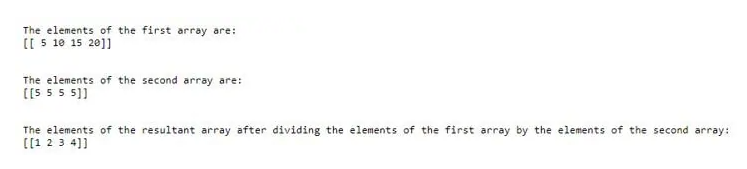 The elements of the first array are:
[[ 5 10 15 20]]
The elements of the second array are:
[[5 5 5 5]]
The elements of the resultant array after dividing the elements of the first array by the elements of the second array:
[[1 2 3 4]]